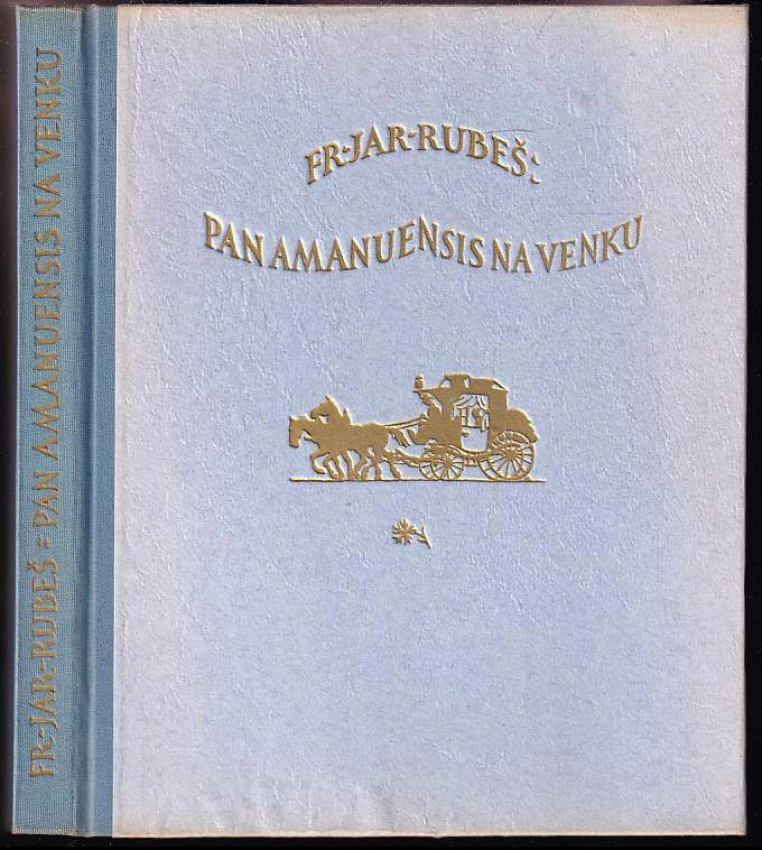 FR-JAR-RUBEŠ:
PAN AMANUENSIS NA VENKU
FR-JAR-RUBEŠ = PAN AMANUENSIS NA VENKU